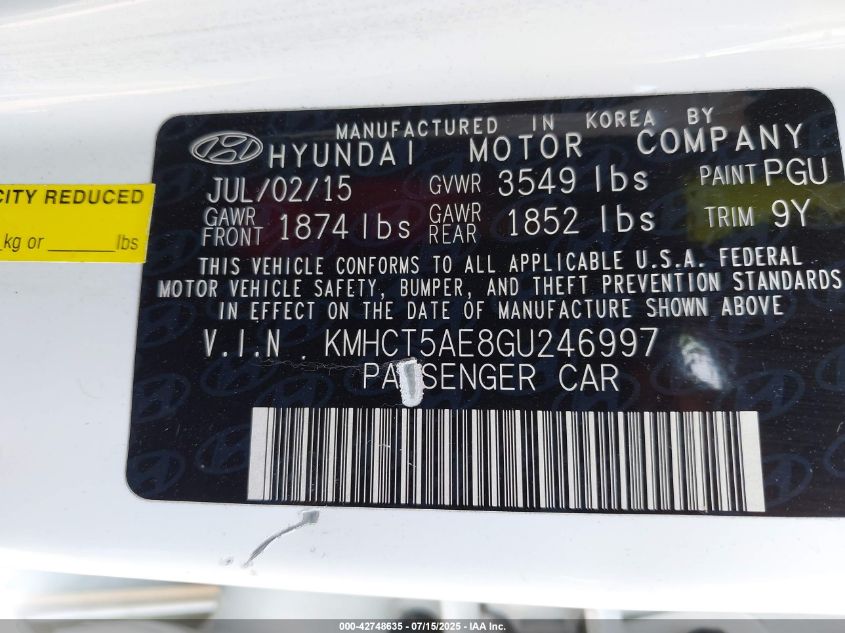 MANUFACTURED IN KOREA BY
HYUNDAI MOTOR COMPANY
JUL/02/15 GVWR 3549 lbs PAINT PGU
GAWR FRONT 1874 lbs GAWR REAR 1852 lbs TRIM 9Y
THIS VEHICLE CONFORMS TO ALL APPLICABLE U.S.A. FEDERAL
MOTOR VEHICLE SAFETY, BUMPER, AND THEFT PREVENTION STANDARDS
IN EFFECT ON THE DATE OF MANUFACTURE SHOWN ABOVE
V.I.N . KMHCT5AE8GU246997
PASSENGER CAR
CITY REDUCED
kg or ______lbs
000-42748635 - 07/15/2025 - IAA Inc.